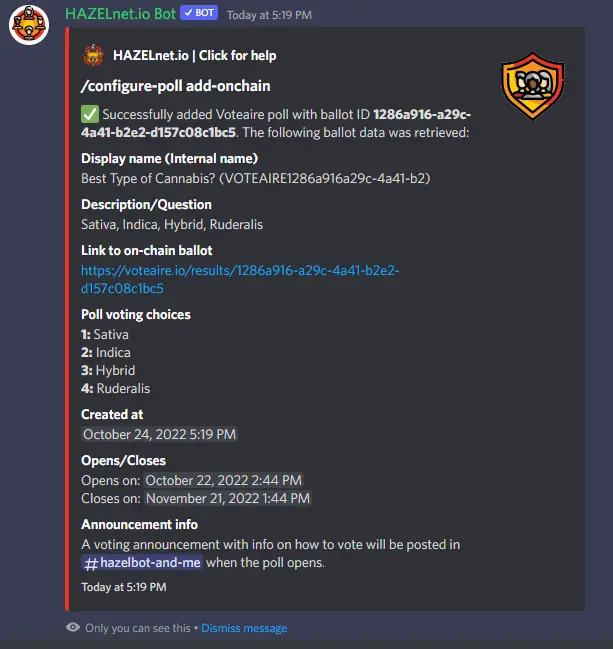 HAZELnet.io Bot ✓ BOT Today at 5:19 PM
HAZELnet.io | Click for help
/configure-poll add-onchain
✅ Successfully added Voteaire poll with ballot ID 1286a916-a29c-
4a41-b2e2-d157c08c1bc5. The following ballot data was retrieved:
Display name (Internal name)
Best Type of Cannabis? (VOTEAIRE1286a916a29c-4a41-b2)
Description/Question
Sativa, Indica, Hybrid, Ruderalis
Link to on-chain ballot
https://voteaire.io/results/1286a916-a29c-4a41-b2e2-
d157c08c1bc5
Poll voting choices
1: Sativa
2: Indica
3: Hybrid
4: Ruderalis
Created at
October 24, 2022 5:19 PM
Opens/Closes
Opens on: October 22, 2022 2:44 PM
Closes on: November 21, 2022 1:44 PM
Announcement info
A voting announcement with info on how to vote will be posted in
#hazelbot-and-me when the poll opens.
Today at 5:19 PM
Only you can see this • Dismiss message